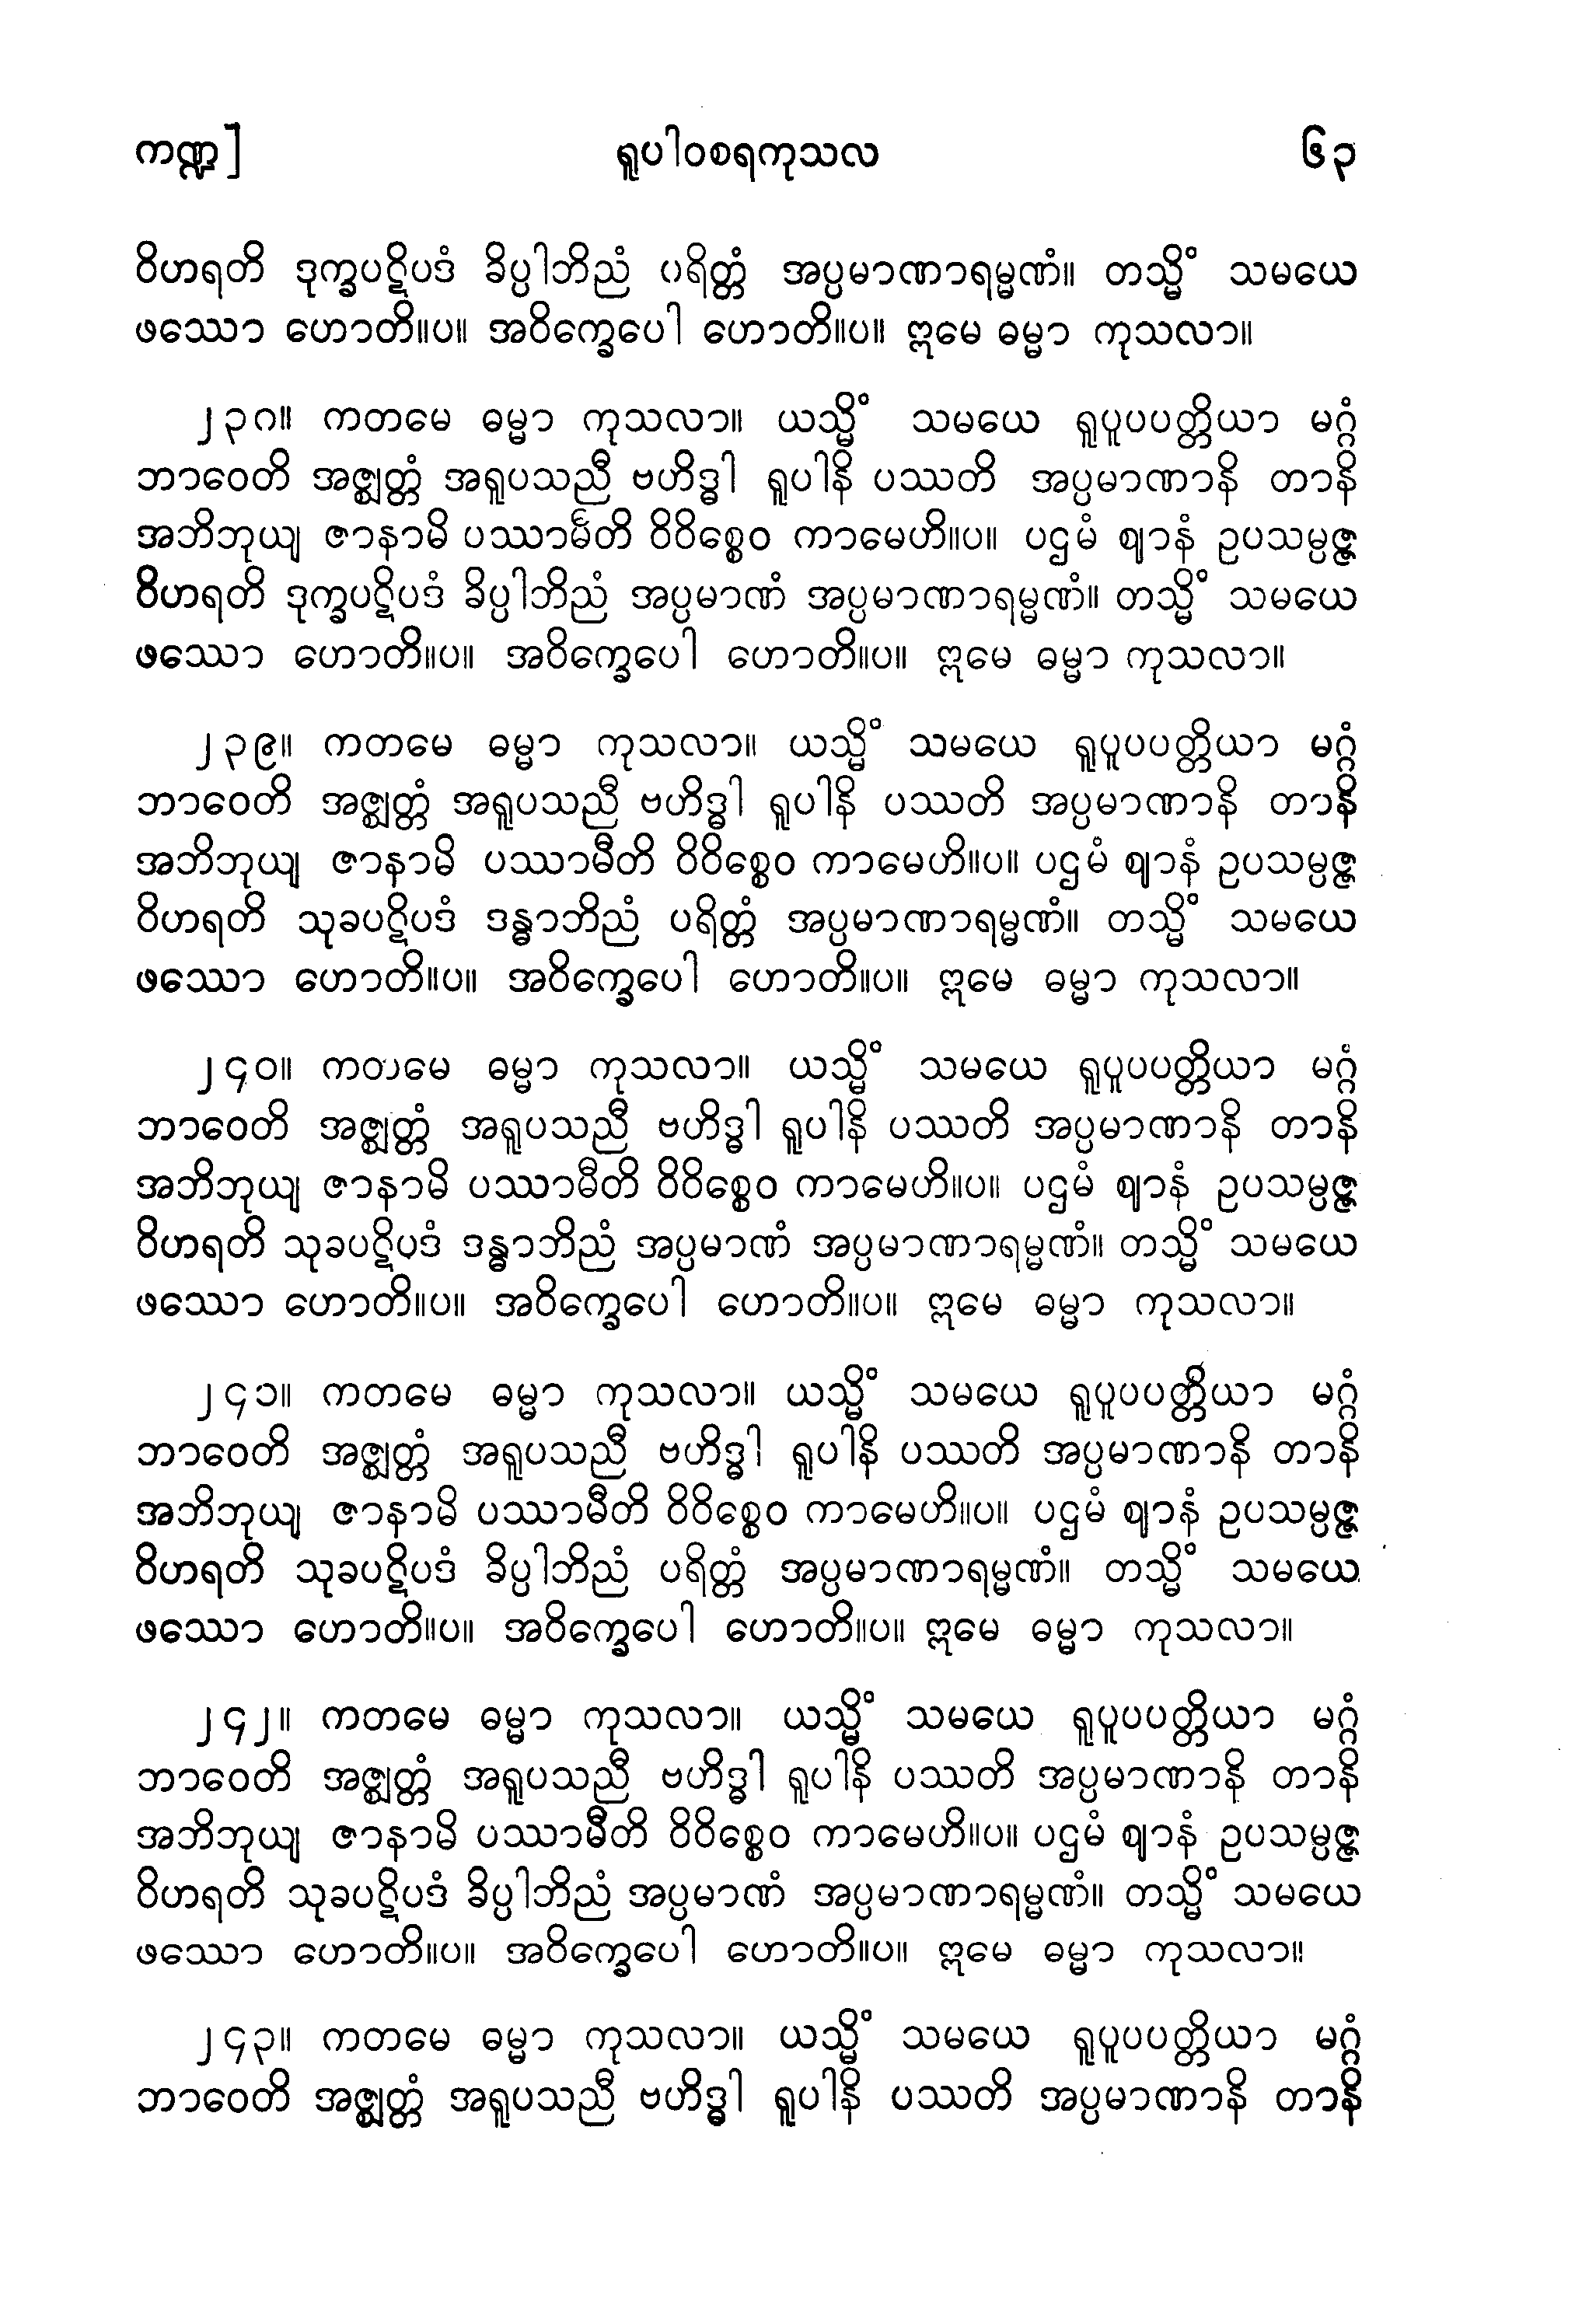 ကဏ္ဍ] ရူပါဝစရကုသလ ၆၃
ဝိဟရတိ ဒုက္ခပဋိပဒံ ခိပ္ပါဘိညံ ပရိတ္တံ အပ္ပမာဏာရမ္မဏံ။ တသ္မိံ သမယေ
ဖဿော ဟောတိ။ပ။ အဝိက္ခေပေါ ဟောတိ။ပ။ ဣမေ ဓမ္မာ ကုသလာ။
၂၃၈။ ကတမေ ဓမ္မာ ကုသလာ။ ယသ္မိံ သမယေ ရူပူပပတ္တိယာ မဂ္ဂံ
ဘာဝေတိ အဇ္ဈတ္တံ အရူပသညီ ဗဟိဒ္ဓါ ရူပါနိ ပဿတိ အပ္ပမာဏာနိ တာနိ
အဘိဘုယျ ဇာနာမိ ပဿာမီတိ ဝိဝိစ္စေဝ ကာမေဟိ။ပ။ ပဌမံ ဈာနံ ဥပသမ္ပဇ္ဇ
ဝိဟရတိ ဒုက္ခပဋိပဒံ ခိပ္ပါဘိညံ အပ္ပမာဏံ အပ္ပမာဏာရမ္မဏံ။ တသ္မိံ သမယေ
ဖဿော ဟောတိ။ပ။ အဝိက္ခေပေါ ဟောတိ။ပ။ ဣမေ ဓမ္မာ ကုသလာ။
၂၃၉။ ကတမေ ဓမ္မာ ကုသလာ။ ယသ္မိံ သမယေ ရူပူပပတ္တိယာ မဂ္ဂံ
ဘာဝေတိ အဇ္ဈတ္တံ အရူပသညီ ဗဟိဒ္ဓါ ရူပါနိ ပဿတိ အပ္ပမာဏာနိ တာနိ
အဘိဘုယျ ဇာနာမိ ပဿာမီတိ ဝိဝိစ္စေဝ ကာမေဟိ။ပ။ ပဌမံ ဈာနံ ဥပသမ္ပဇ္ဇ
ဝိဟရတိ သုခပဋိပဒံ ဒန္ဓာဘိညံ ပရိတ္တံ အပ္ပမာဏာရမ္မဏံ။ တသ္မိံ သမယေ
ဖဿော ဟောတိ။ပ။ အဝိက္ခေပေါ ဟောတိ။ပ။ ဣမေ ဓမ္မာ ကုသလာ။
၂၄၀။ ကတမေ ဓမ္မာ ကုသလာ။ ယသ္မိံ သမယေ ရူပူပပတ္တိယာ မဂ္ဂံ
ဘာဝေတိ အဇ္ဈတ္တံ အရူပသညီ ဗဟိဒ္ဓါ ရူပါနိ ပဿတိ အပ္ပမာဏာနိ တာနိ
အဘိဘုယျ ဇာနာမိ ပဿာမီတိ ဝိဝိစ္စေဝ ကာမေဟိ။ပ။ ပဌမံ ဈာနံ ဥပသမ္ပဇ္ဇ
ဝိဟရတိ သုခပဋိပဒံ ဒန္ဓာဘိညံ အပ္ပမာဏံ အပ္ပမာဏာရမ္မဏံ။ တသ္မိံ သမယေ
ဖဿော ဟောတိ။ပ။ အဝိက္ခေပေါ ဟောတိ။ပ။ ဣမေ ဓမ္မာ ကုသလာ။
၂၄၁။ ကတမေ ဓမ္မာ ကုသလာ။ ယသ္မိံ သမယေ ရူပူပပတ္တိယာ မဂ္ဂံ
ဘာဝေတိ အဇ္ဈတ္တံ အရူပသညီ ဗဟိဒ္ဓါ ရူပါနိ ပဿတိ အပ္ပမာဏာနိ တာနိ
အဘိဘုယျ ဇာနာမိ ပဿာမီတိ ဝိဝိစ္စေဝ ကာမေဟိ။ပ။ ပဌမံ ဈာနံ ဥပသမ္ပဇ္ဇ
ဝိဟရတိ သုခပဋိပဒံ ခိပ္ပါဘိညံ ပရိတ္တံ အပ္ပမာဏာရမ္မဏံ။ တသ္မိံ သမယေ
ဖဿော ဟောတိ။ပ။ အဝိက္ခေပေါ ဟောတိ။ပ။ ဣမေ ဓမ္မာ ကုသလာ။
၂၄၂။ ကတမေ ဓမ္မာ ကုသလာ။ ယသ္မိံ သမယေ ရူပူပပတ္တိယာ မဂ္ဂံ
ဘာဝေတိ အဇ္ဈတ္တံ အရူပသညီ ဗဟိဒ္ဓါ ရူပါနိ ပဿတိ အပ္ပမာဏာနိ တာနိ
အဘိဘုယျ ဇာနာမိ ပဿာမီတိ ဝိဝိစ္စေဝ ကာမေဟိ။ပ။ ပဌမံ ဈာနံ ဥပသမ္ပဇ္ဇ
ဝိဟရတိ သုခပဋိပဒံ ခိပ္ပါဘိညံ အပ္ပမာဏံ အပ္ပမာဏာရမ္မဏံ။ တသ္မိံ သမယေ
ဖဿော ဟောတိ။ပ။ အဝိက္ခေပေါ ဟောတိ။ပ။ ဣမေ ဓမ္မာ ကုသလာ။
၂၄၃။ ကတမေ ဓမ္မာ ကုသလာ။ ယသ္မိံ သမယေ ရူပူပပတ္တိယာ မဂ္ဂံ
ဘာဝေတိ အဇ္ဈတ္တံ အရူပသညီ ဗဟိဒ္ဓါ ရူပါနိ ပဿတိ အပ္ပမာဏာနိ တာနိ